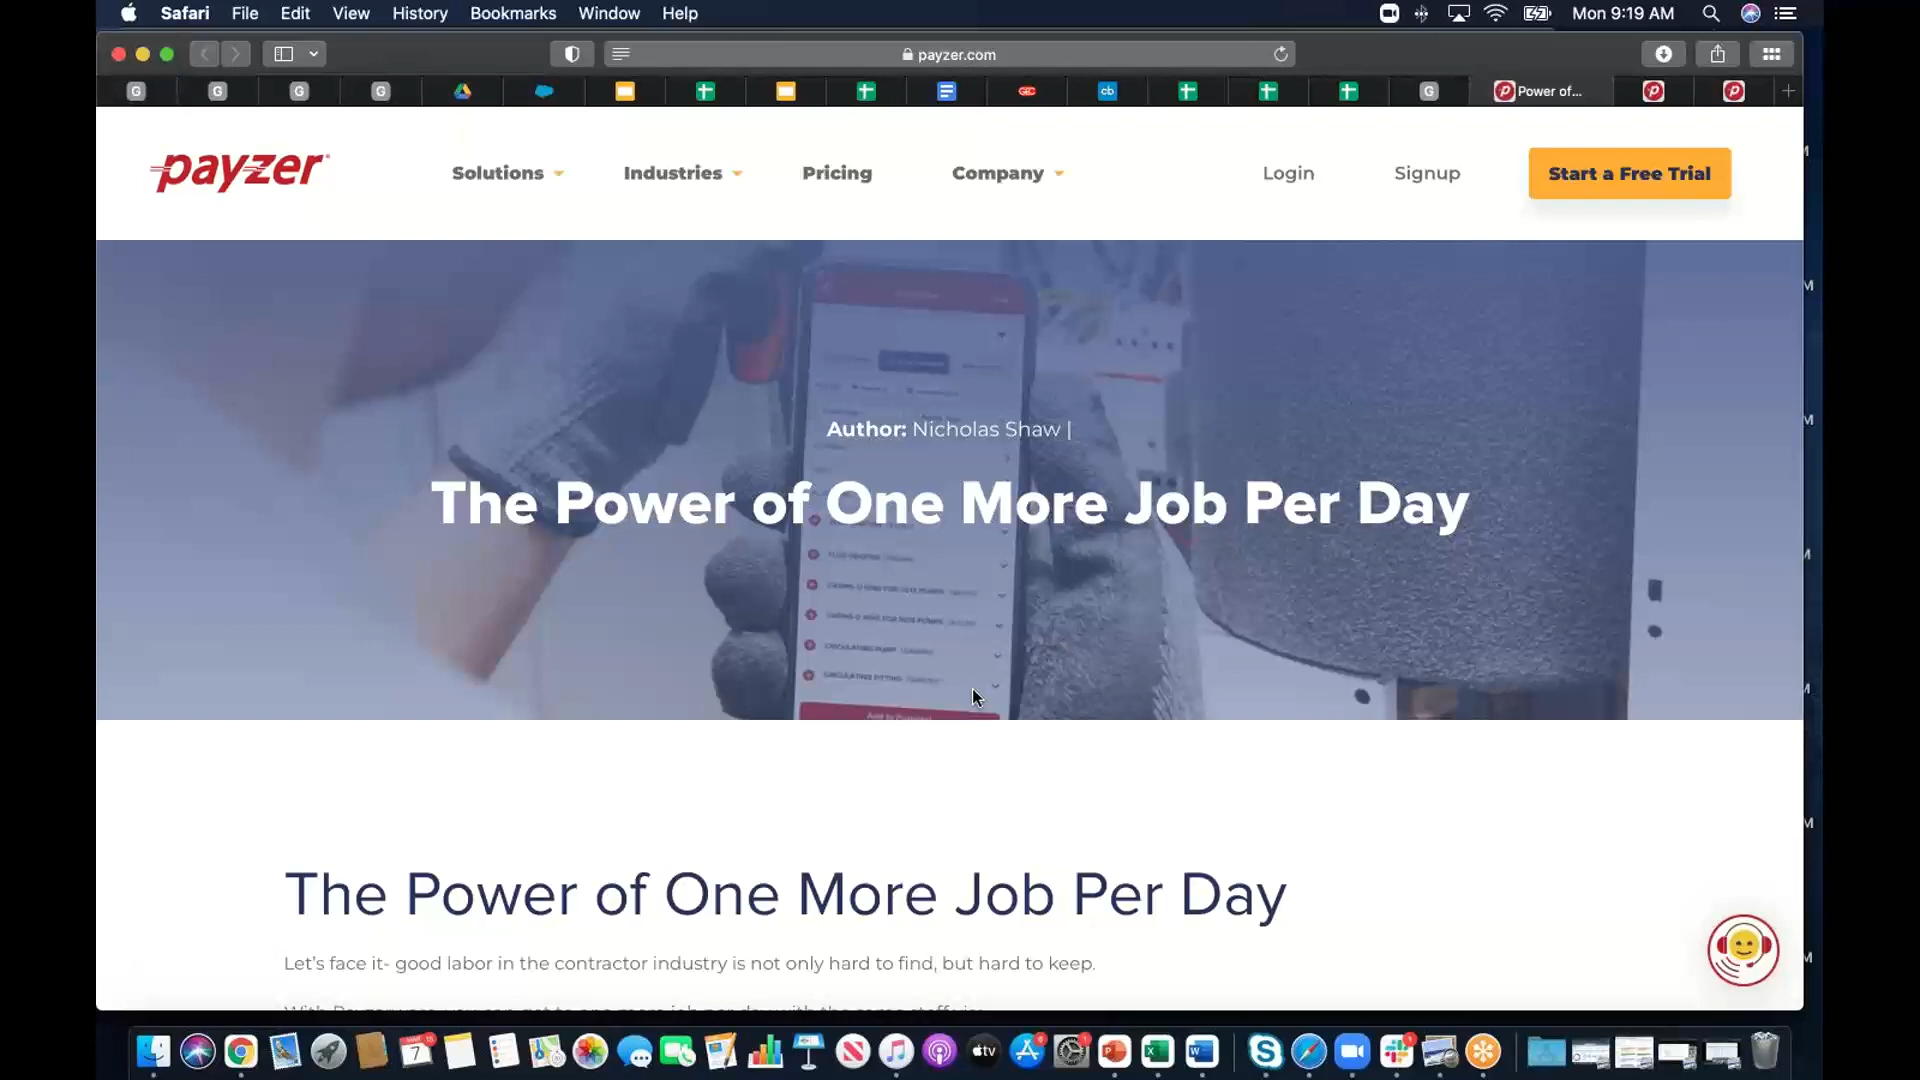 Safari File Edit View History Bookmarks Window Help Mon 9:19 AM
payzer.com
Power of...
payzer Solutions Industries Pricing Company Login Signup Start a Free Trial
Author: Nicholas Shaw |
The Power of One More Job Per Day
The Power of One More Job Per Day
Let's face it- good labor in the contractor industry is not only hard to find, but hard to keep.